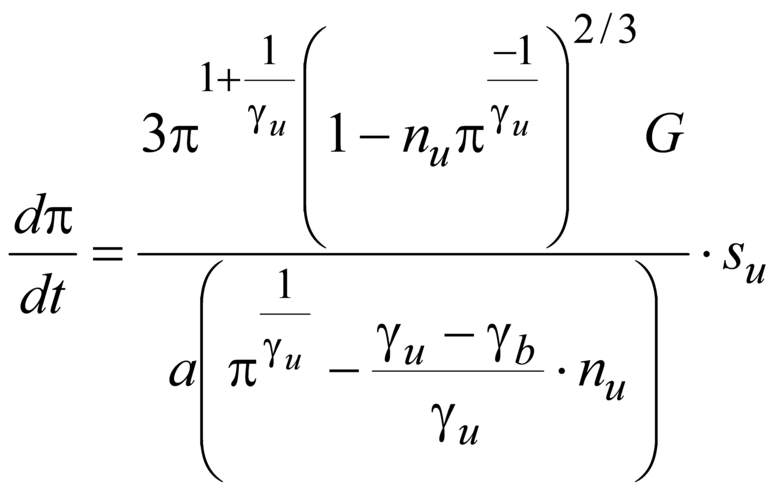 dπ/dt = 3π^{1+1/γ_u} (1 − n_u π^{−1/γ_u})^{2/3} G / a(π^{1/γ_u} − (γ_u − γ_b)/γ_u · n_u) · s_u